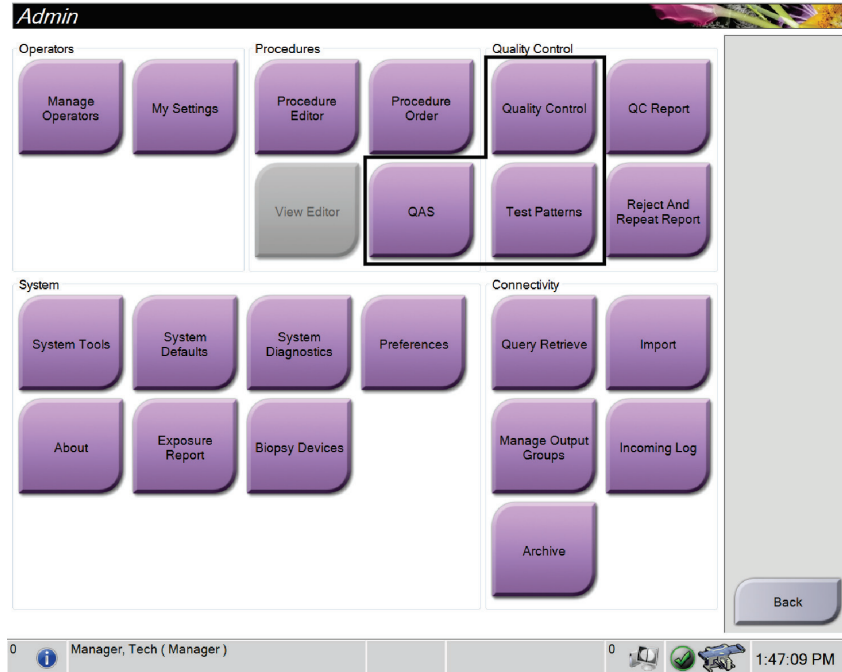 Admin
Operators
Manage
Operators
My Settings
Procedures
Procedure
Editor
Procedure
Order
View Editor
QAS
Quality Control
Quality Control
QC Report
Test Patterns
Reject And
Repeat Report
System
System Tools
System
Defaults
System
Diagnostics
Preferences
About
Exposure
Report
Biopsy Devices
Connectivity
Query Retrieve
Import
Manage Output
Groups
Incoming Log
Archive
Back
0
Manager, Tech ( Manager )
0
1:47:09 PM